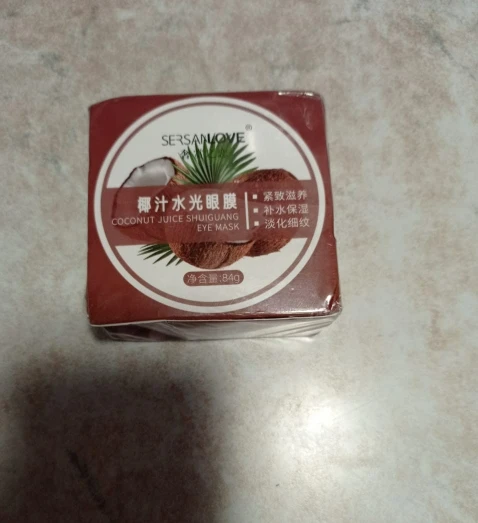 SERSANLOVE®
椰汁水光眼膜
COCONUT JUICE SHUIGUANG
EYE MASK
▪ 紧致滋养
▪ 补水保湿
▪ 淡化细纹
净含量:84g